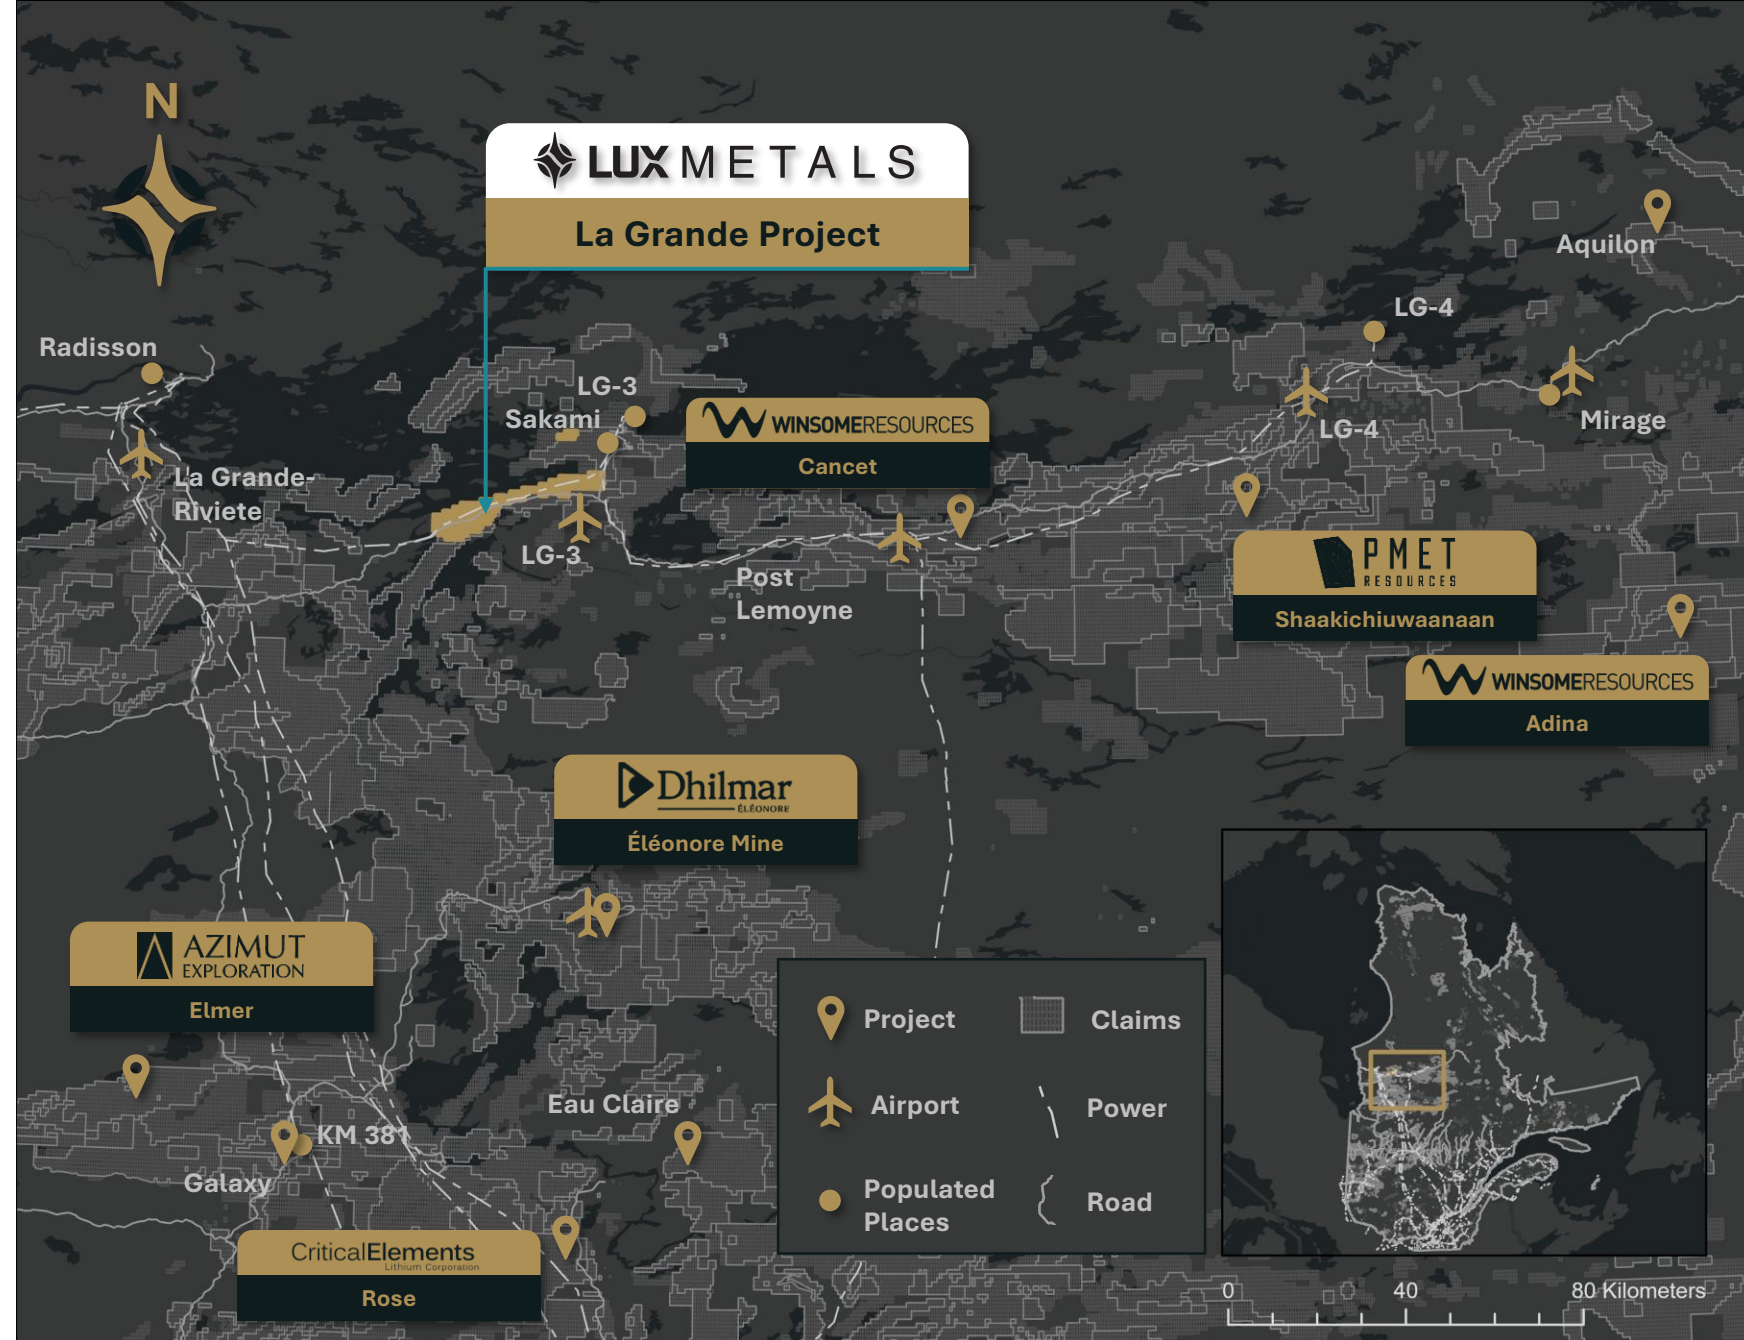 N
LUXMETALS
La Grande Project
Aquilon
LG-4
Radisson
LG-3
Sakami
WINSOMERESOURCES
Cancet
LG-4
Mirage
La Grande-
Riviete
LG-3
Post
Lemoyne
PMET
RESOURCES
Shaakichiuwaanaan
WINSOMERESOURCES
Adina
Dhilmar
ÉLÉONORE
Éléonore Mine
AZIMUT
EXPLORATION
Elmer
Eau Claire
KM 381
Galaxy
CriticalElements
Lithium Corporation
Rose
Project
Claims
Airport
Power
Populated
Places
Road
0 40 80 Kilometers